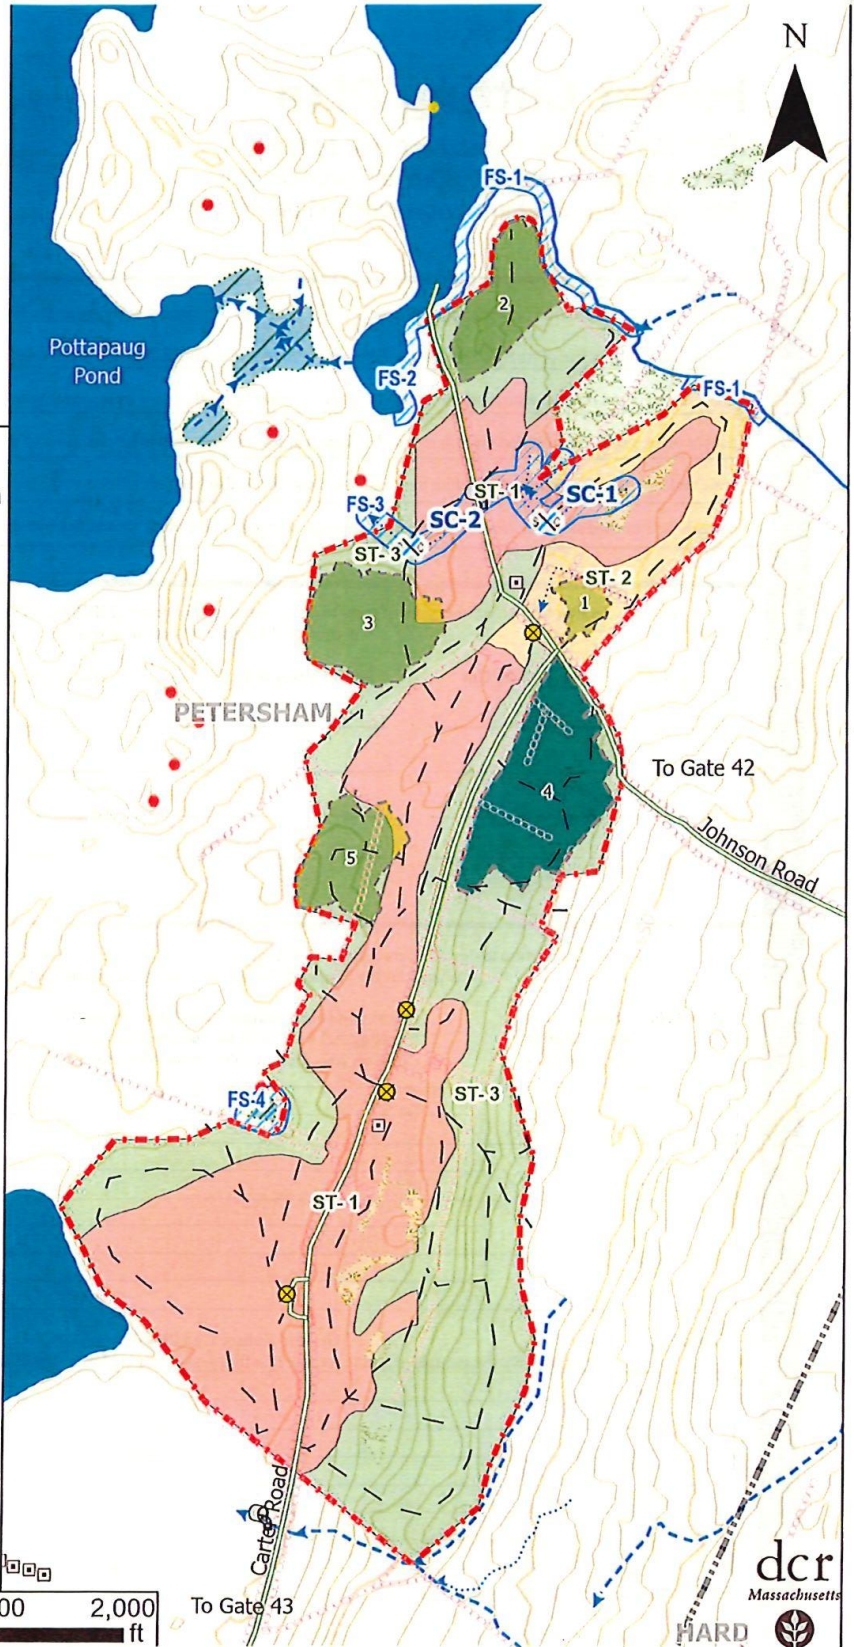 N
FS-1
2
Pottapaug
Pond
FS-2
FS-1
ST-1
SC-1
FS-3
SC-2
ST-3
ST-2
1
3
PETERSHAM
To Gate 42
4
Johnson Road
5
FS-4
ST-3
ST-1
Carter Road
dcr
Massachusetts
00 2,000
ft
To Gate 43
HARD